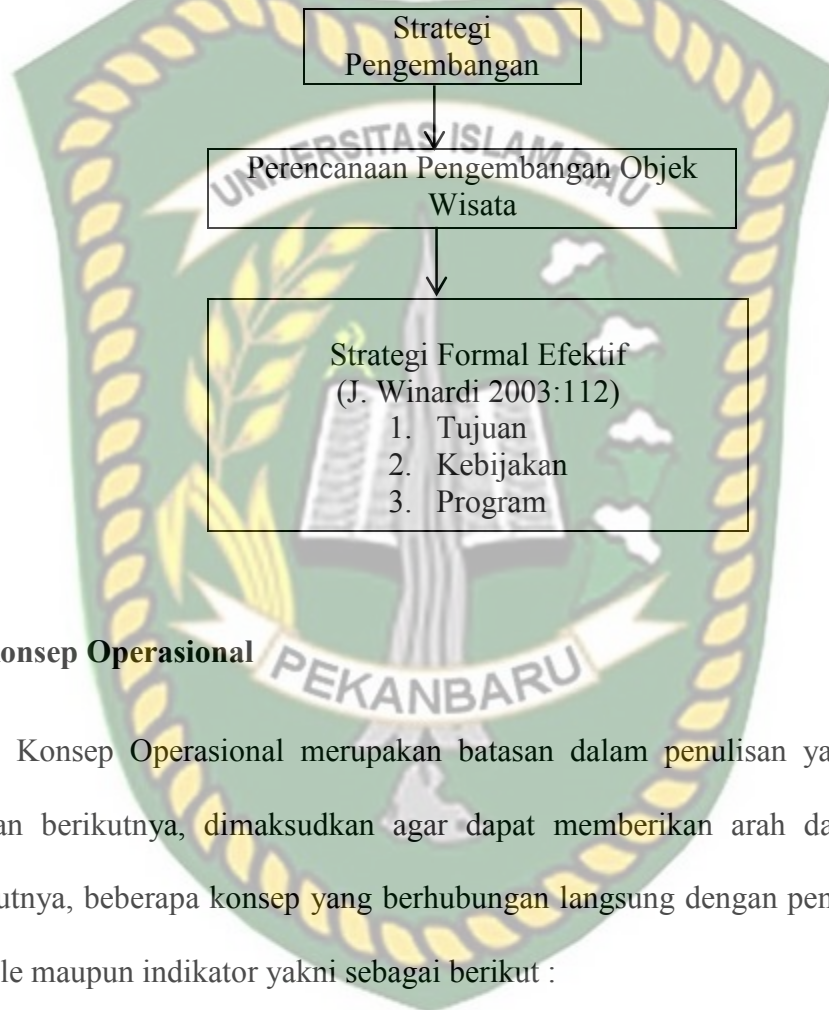 Strategi
Pengembangan
UNIVERSITAS ISLAM RIAU
Perencanaan Pengembangan Objek
Wisata
Strategi Formal Efektif
(J. Winardi 2003:112)
1. Tujuan
2. Kebijakan
3. Program
PEKANBARU
onsep Operasional
Konsep Operasional merupakan batasan dalam penulisan ya
an berikutnya, dimaksudkan agar dapat memberikan arah da
utnya, beberapa konsep yang berhubungan langsung dengan pen
le maupun indikator yakni sebagai berikut :